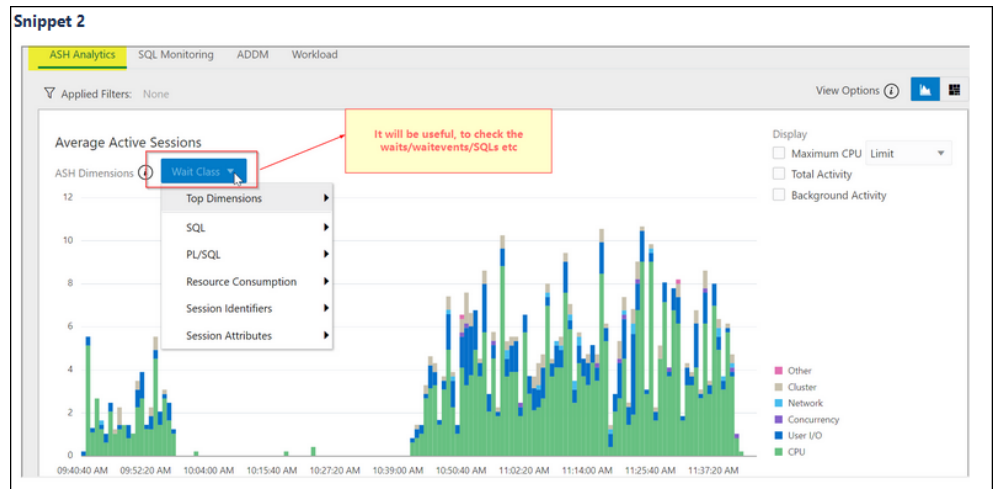 Snippet 2
ASH Analytics SQL Monitoring ADDM Workload
Applied Filters: None
View Options i
It will be useful, to check the
waits/waitevents/SQLs etc
Average Active Sessions
ASH Dimensions i Wait Class
Top Dimensions
SQL
PL/SQL
Resource Consumption
Session Identifiers
Session Attributes
Display
Maximum CPU Limit
Total Activity
Background Activity
12
10
8
6
4
2
0
09:40:40 AM 09:52:20 AM 10:04:00 AM 10:15:40 AM 10:27:20 AM 10:39:00 AM 10:50:40 AM 11:02:20 AM 11:14:00 AM 11:25:40 AM 11:37:20 AM
Other
Cluster
Network
Concurrency
User I/O
CPU